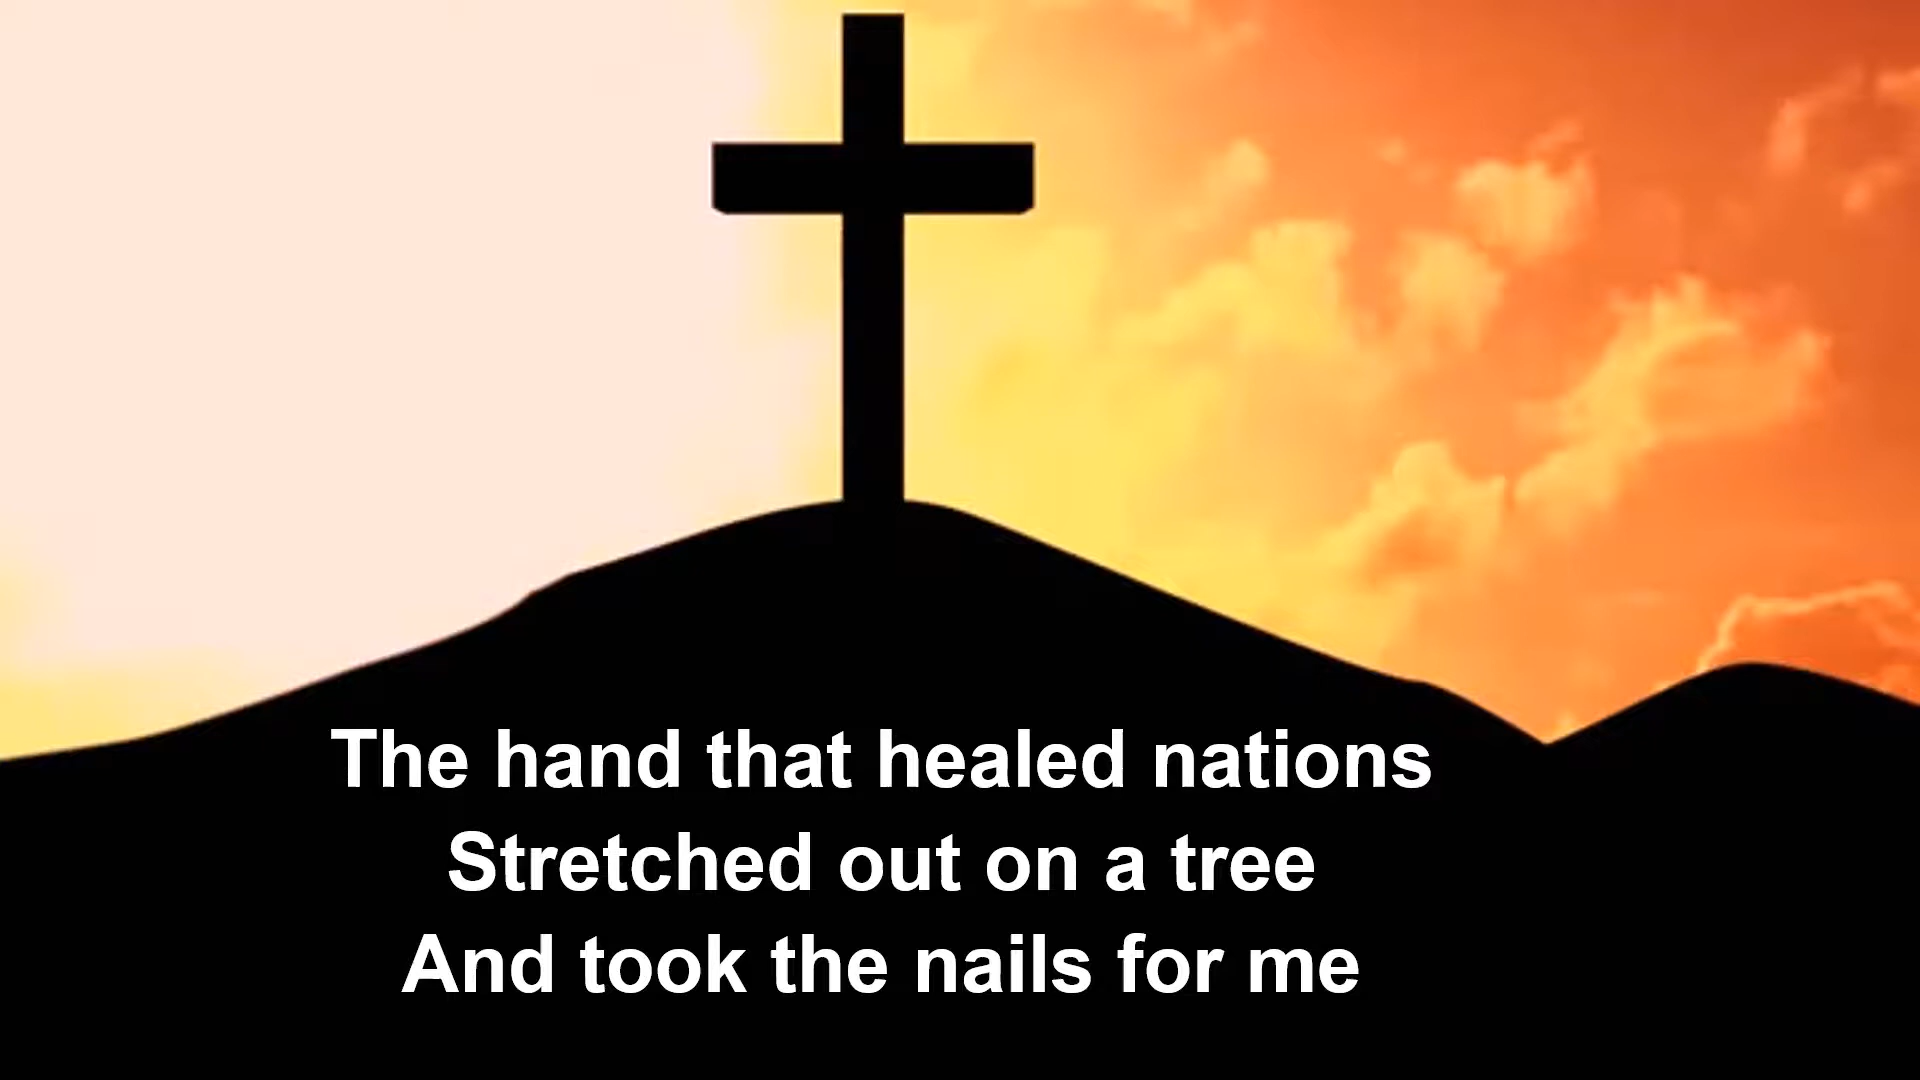 The hand that healed nations
Stretched out on a tree
And took the nails for me